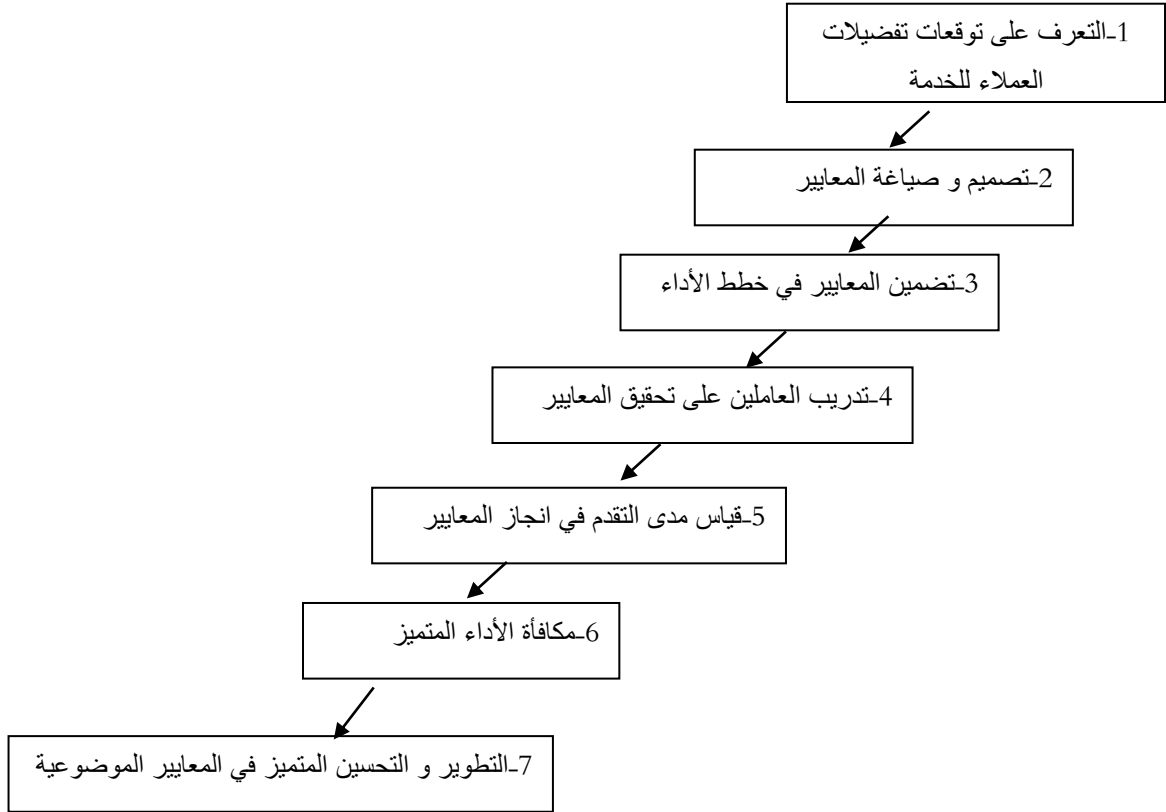 1-التعرف على توقعات تفضيلات
العملاء للخدمة
2-تصميم و صياغة المعايير
3-تضمين المعايير في خطط الأداء
4-تدريب العاملين على تحقيق المعايير
5-قياس مدى التقدم في انجاز المعايير
6-مكافأة الأداء المتميز
7-التطوير و التحسين المتميز في المعايير الموضوعية